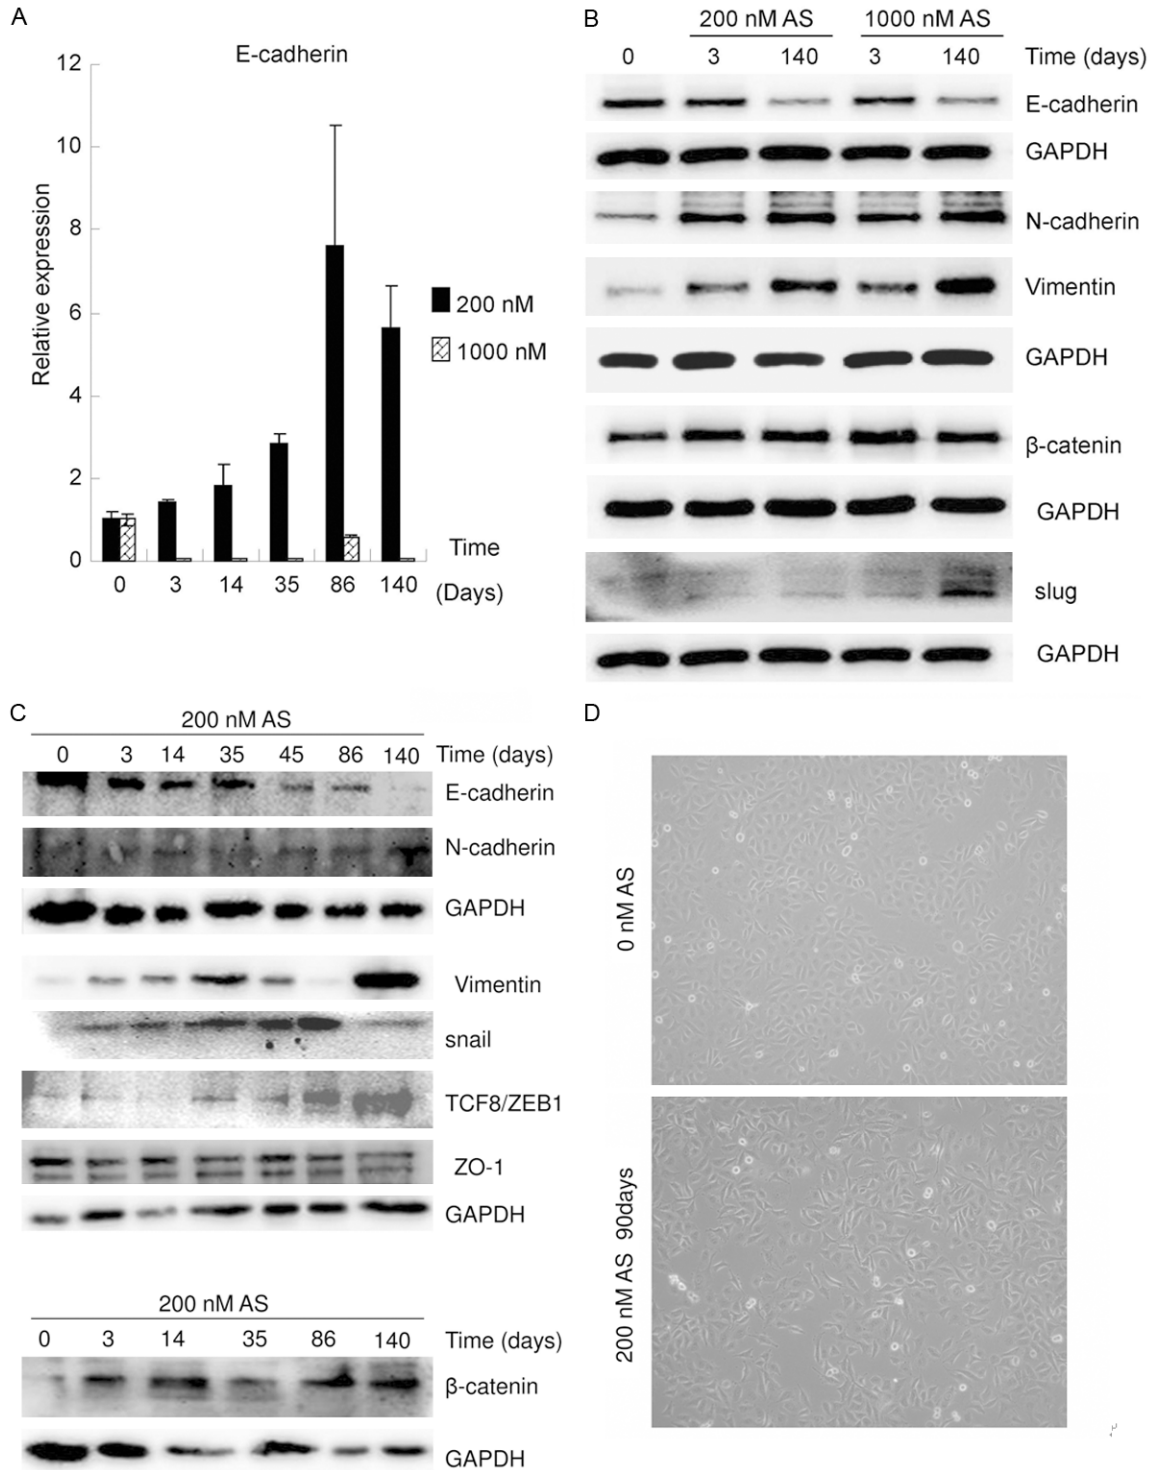 A
E-cadherin
12
10
8
6
4
2
0
Relative expression
200 nM
1000 nM
0 3 14 35 86 140
Time
(Days)
B
200 nM AS 1000 nM AS
0 3 140 3 140 Time (days)
E-cadherin
GAPDH
N-cadherin
Vimentin
GAPDH
β-catenin
GAPDH
slug
GAPDH
C
200 nM AS
0 3 14 35 45 86 140 Time (days)
E-cadherin
N-cadherin
GAPDH
Vimentin
snail
TCF8/ZEB1
ZO-1
GAPDH
200 nM AS
0 3 14 35 86 140 Time (days)
β-catenin
GAPDH
D
0 nM AS
200 nM AS 90days